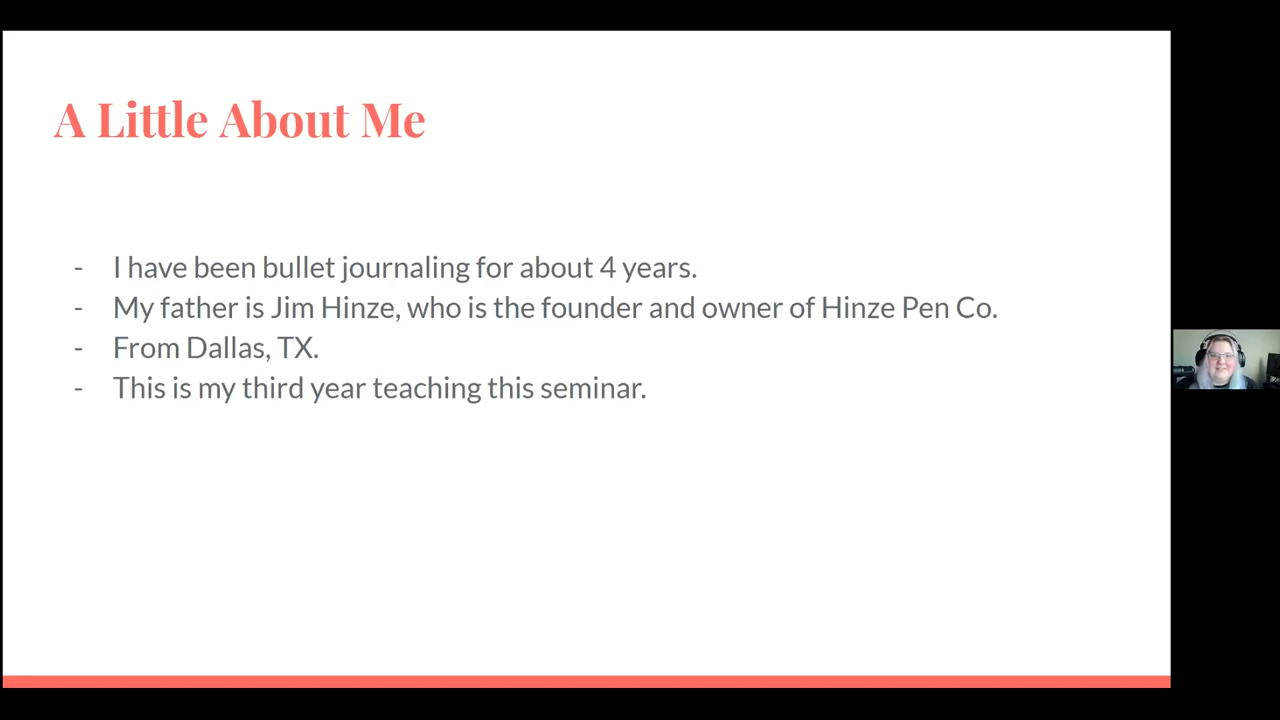 A Little About Me
- I have been bullet journaling for about 4 years.
- My father is Jim Hinze, who is the founder and owner of Hinze Pen Co.
- From Dallas, TX.
- This is my third year teaching this seminar.